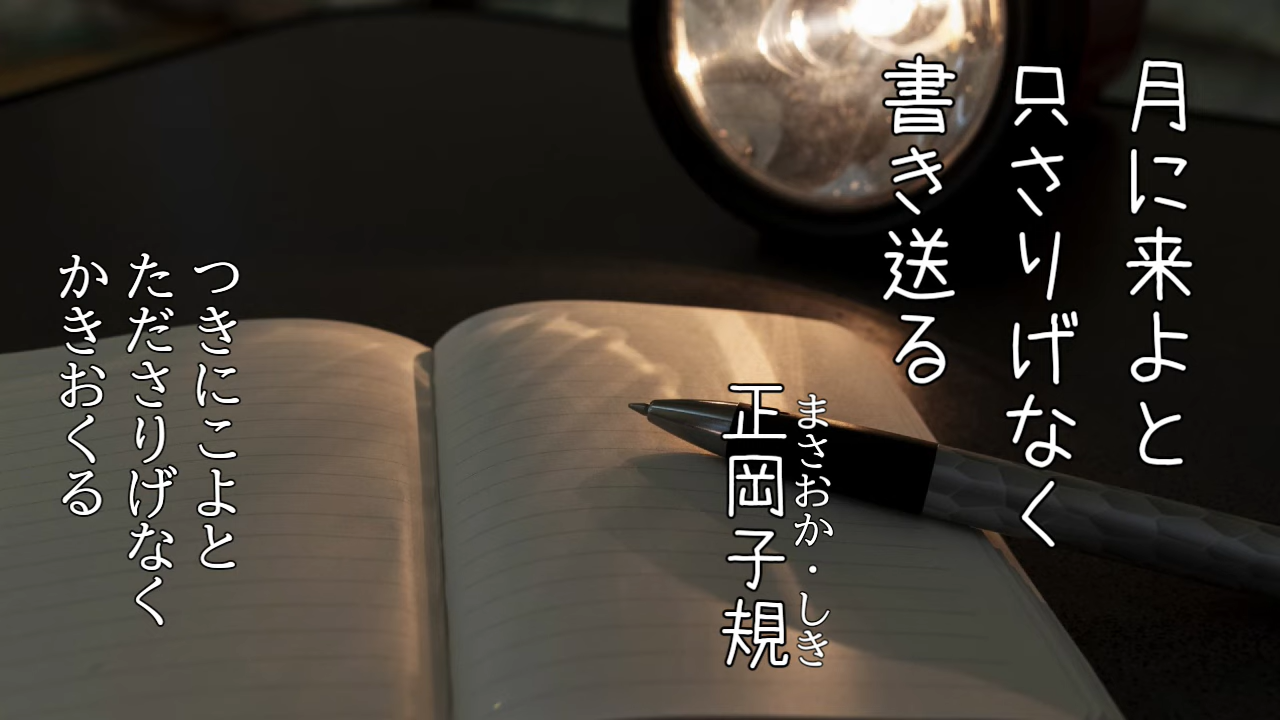 月に来よと
只さりげなく
書き送る
まさおか・しき
正岡子規
つきにこよと
たださりげなく
かきおくる